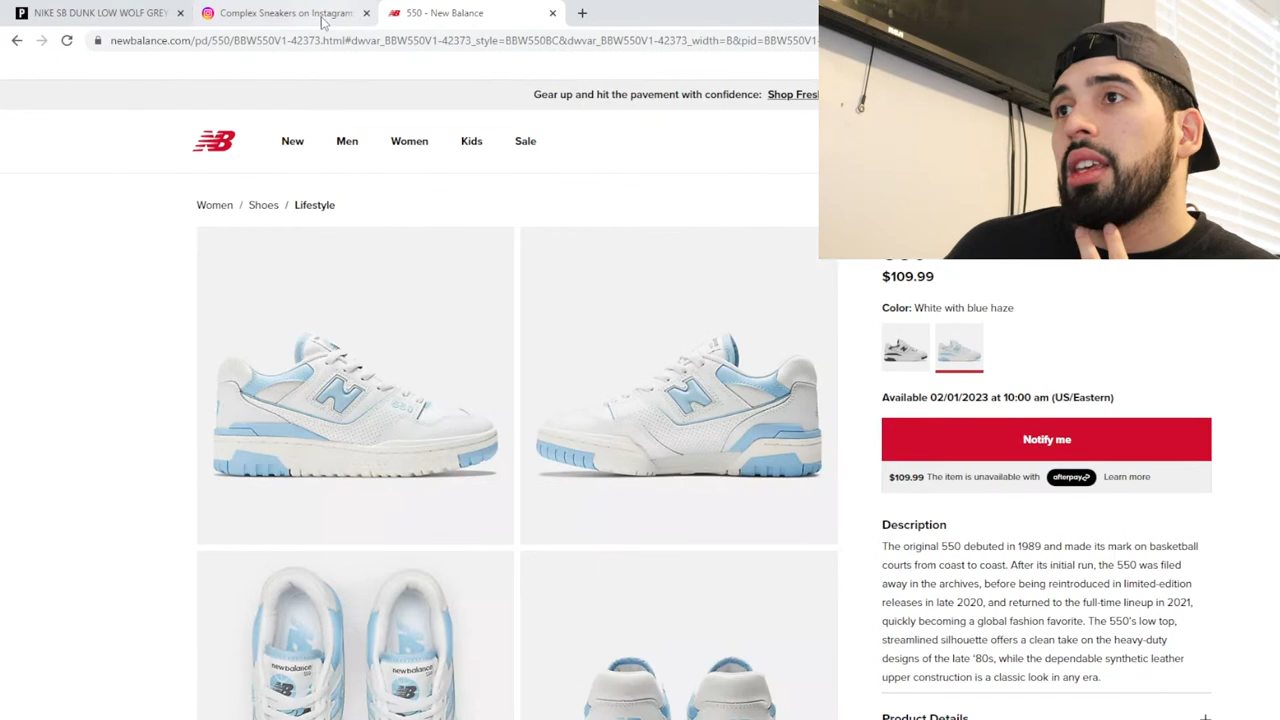 NIKE SB DUNK LOW WOLF GREY
Complex Sneakers on Instagram
550 - New Balance
newbalance.com/pd/550/BBW550V1-42373.html#dwvar_BBW550V1-42373_style=BBW550BC&dwvar_BBW550V1-42373_width=B&pid=BBW550V1-
Gear up and hit the pavement with confidence: Shop Fresh
NB
New
Men
Women
Kids
Sale
Women / Shoes / Lifestyle
$109.99
Color: White with blue haze
Available 02/01/2023 at 10:00 am (US/Eastern)
Notify me
$109.99 The item is unavailable with afterpay Learn more
Description
The original 550 debuted in 1989 and made its mark on basketball
courts from coast to coast. After its initial run, the 550 was filed
away in the archives, before being reintroduced in limited-edition
releases in late 2020, and returned to the full-time lineup in 2021,
quickly becoming a global fashion favorite. The 550's low top,
streamlined silhouette offers a clean take on the heavy-duty
designs of the late '80s, while the dependable synthetic leather
upper construction is a classic look in any era.
Product Details
new balance
new balance
RCA